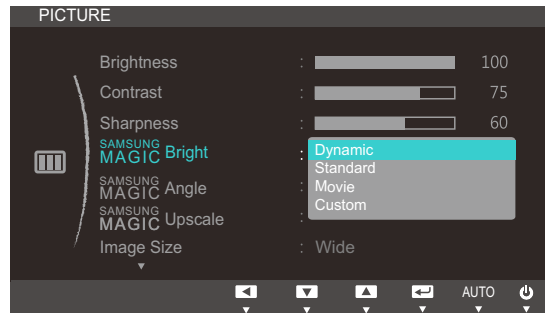 PICTURE
Brightness : 100
Contrast : 75
Sharpness : 60
SAMSUNG MAGIC Bright : Dynamic
Standard
SAMSUNG MAGIC Angle : Movie
Custom
SAMSUNG MAGIC Upscale :
Image Size : Wide
AUTO